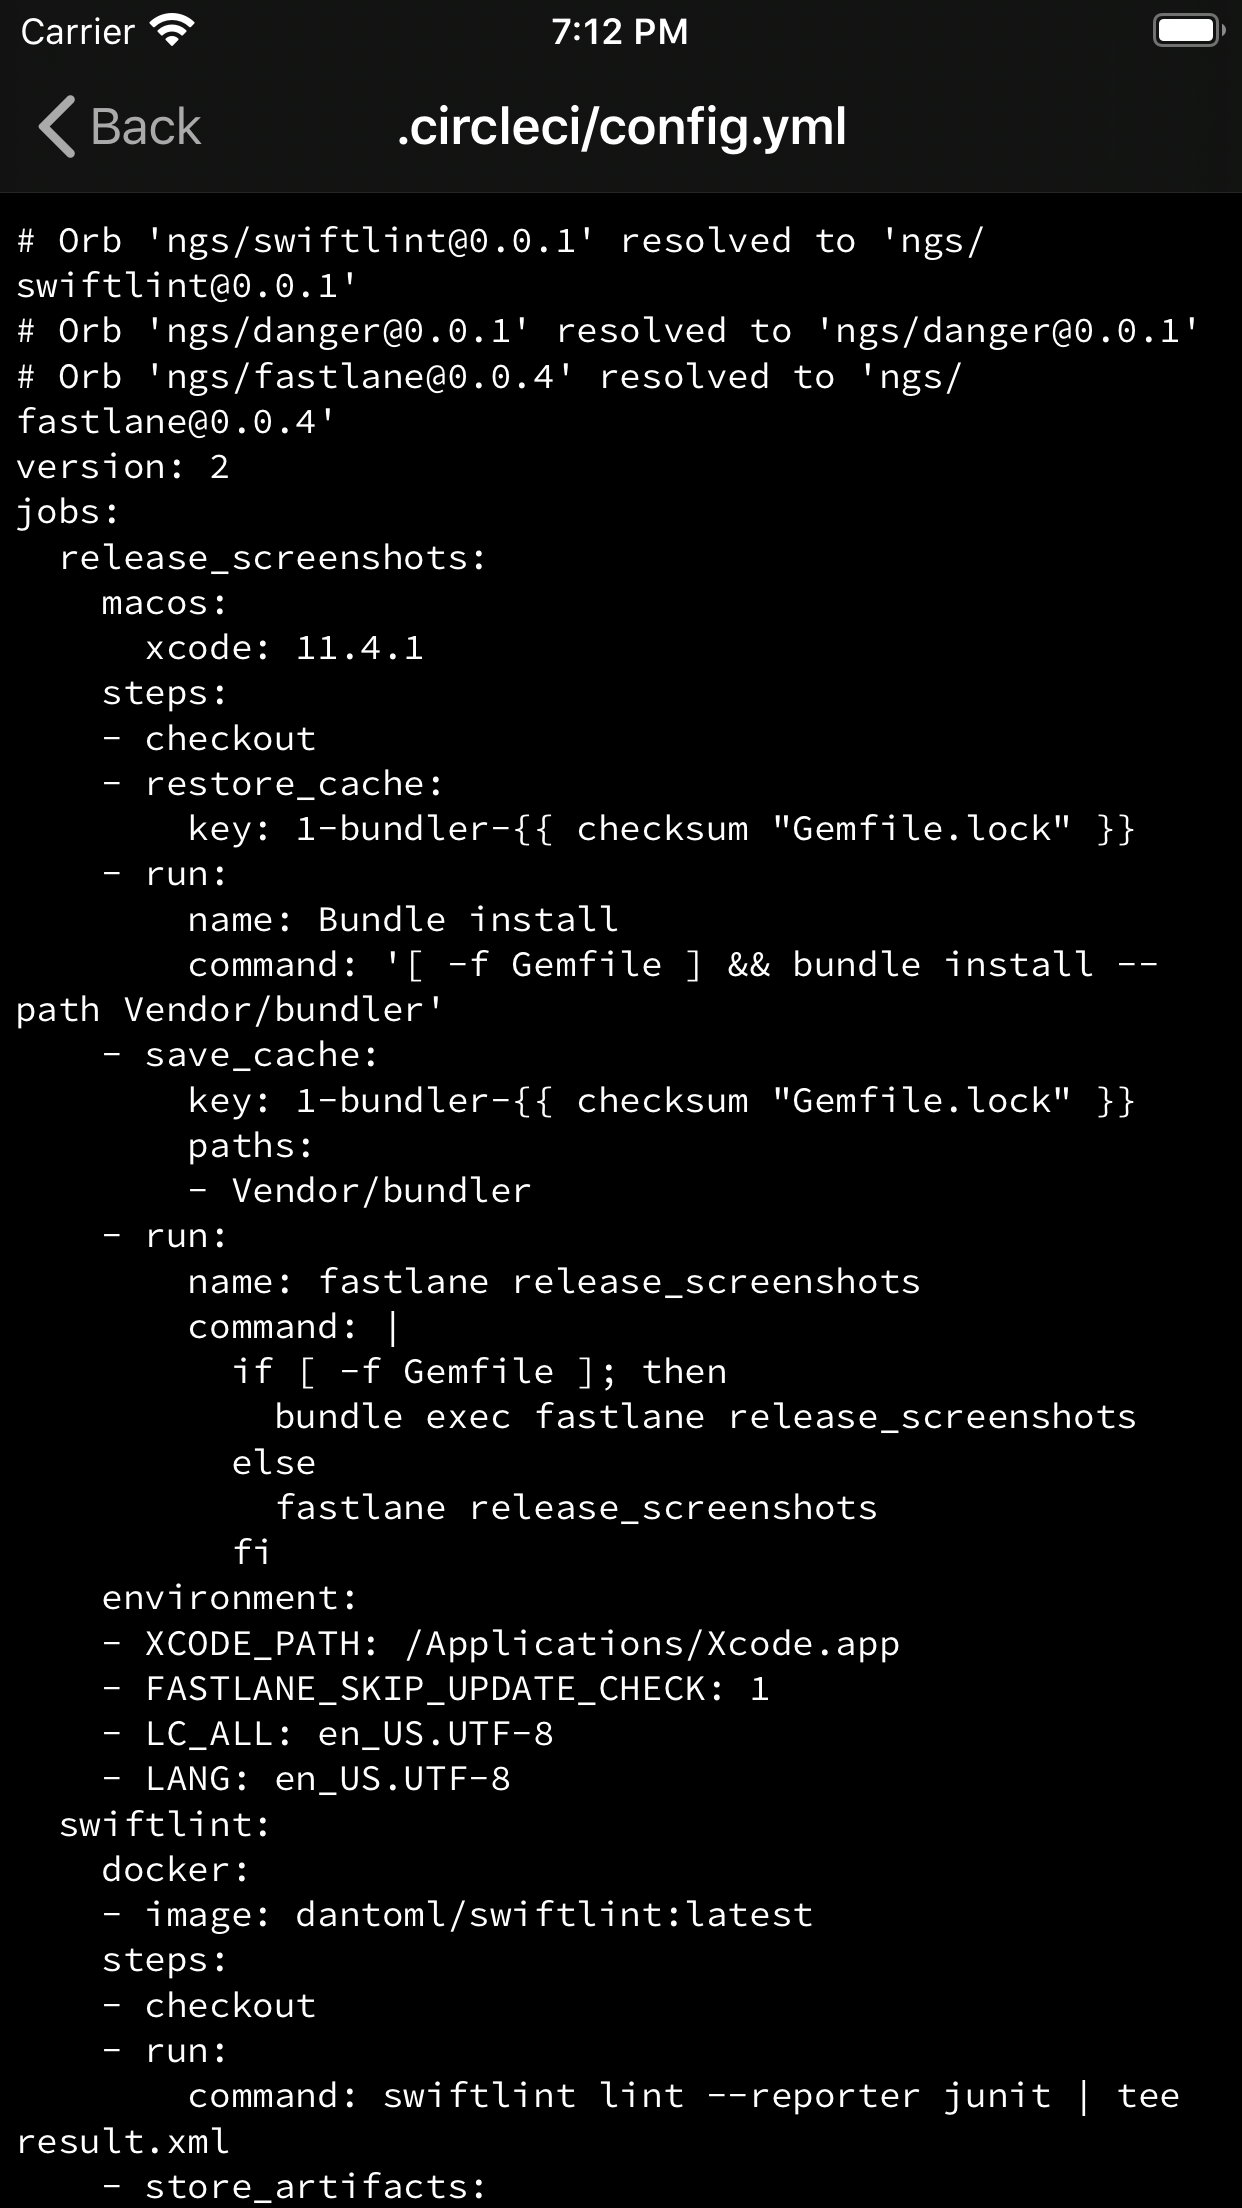 Carrier
7:12 PM
Back
.circleci/config.yml
# Orb 'ngs/swiftlint@0.0.1' resolved to 'ngs/
swiftlint@0.0.1'
# Orb 'ngs/danger@0.0.1' resolved to 'ngs/danger@0.0.1'
# Orb 'ngs/fastlane@0.0.4' resolved to 'ngs/
fastlane@0.0.4'
version: 2
jobs:
  release_screenshots:
    macos:
      xcode: 11.4.1
    steps:
    - checkout
    - restore_cache:
        key: 1-bundler-{{ checksum "Gemfile.lock" }}
    - run:
        name: Bundle install
        command: '[ -f Gemfile ] && bundle install --
path Vendor/bundler'
    - save_cache:
        key: 1-bundler-{{ checksum "Gemfile.lock" }}
        paths:
        - Vendor/bundler
    - run:
        name: fastlane release_screenshots
        command: |
          if [ -f Gemfile ]; then
            bundle exec fastlane release_screenshots
          else
            fastlane release_screenshots
          fi
    environment:
    - XCODE_PATH: /Applications/Xcode.app
    - FASTLANE_SKIP_UPDATE_CHECK: 1
    - LC_ALL: en_US.UTF-8
    - LANG: en_US.UTF-8
  swiftlint:
    docker:
    - image: dantoml/swiftlint:latest
    steps:
    - checkout
    - run:
        command: swiftlint lint --reporter junit | tee
result.xml
    - store_artifacts: